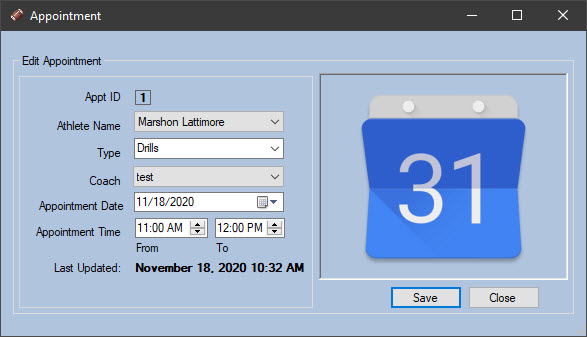 Appointment
Edit Appointment
Appt ID 1
Athlete Name Marshon Lattimore
Type Drills
Coach test
Appointment Date 11/18/2020
Appointment Time 11:00 AM 12:00 PM
From To
Last Updated: November 18, 2020 10:32 AM
31
Save Close